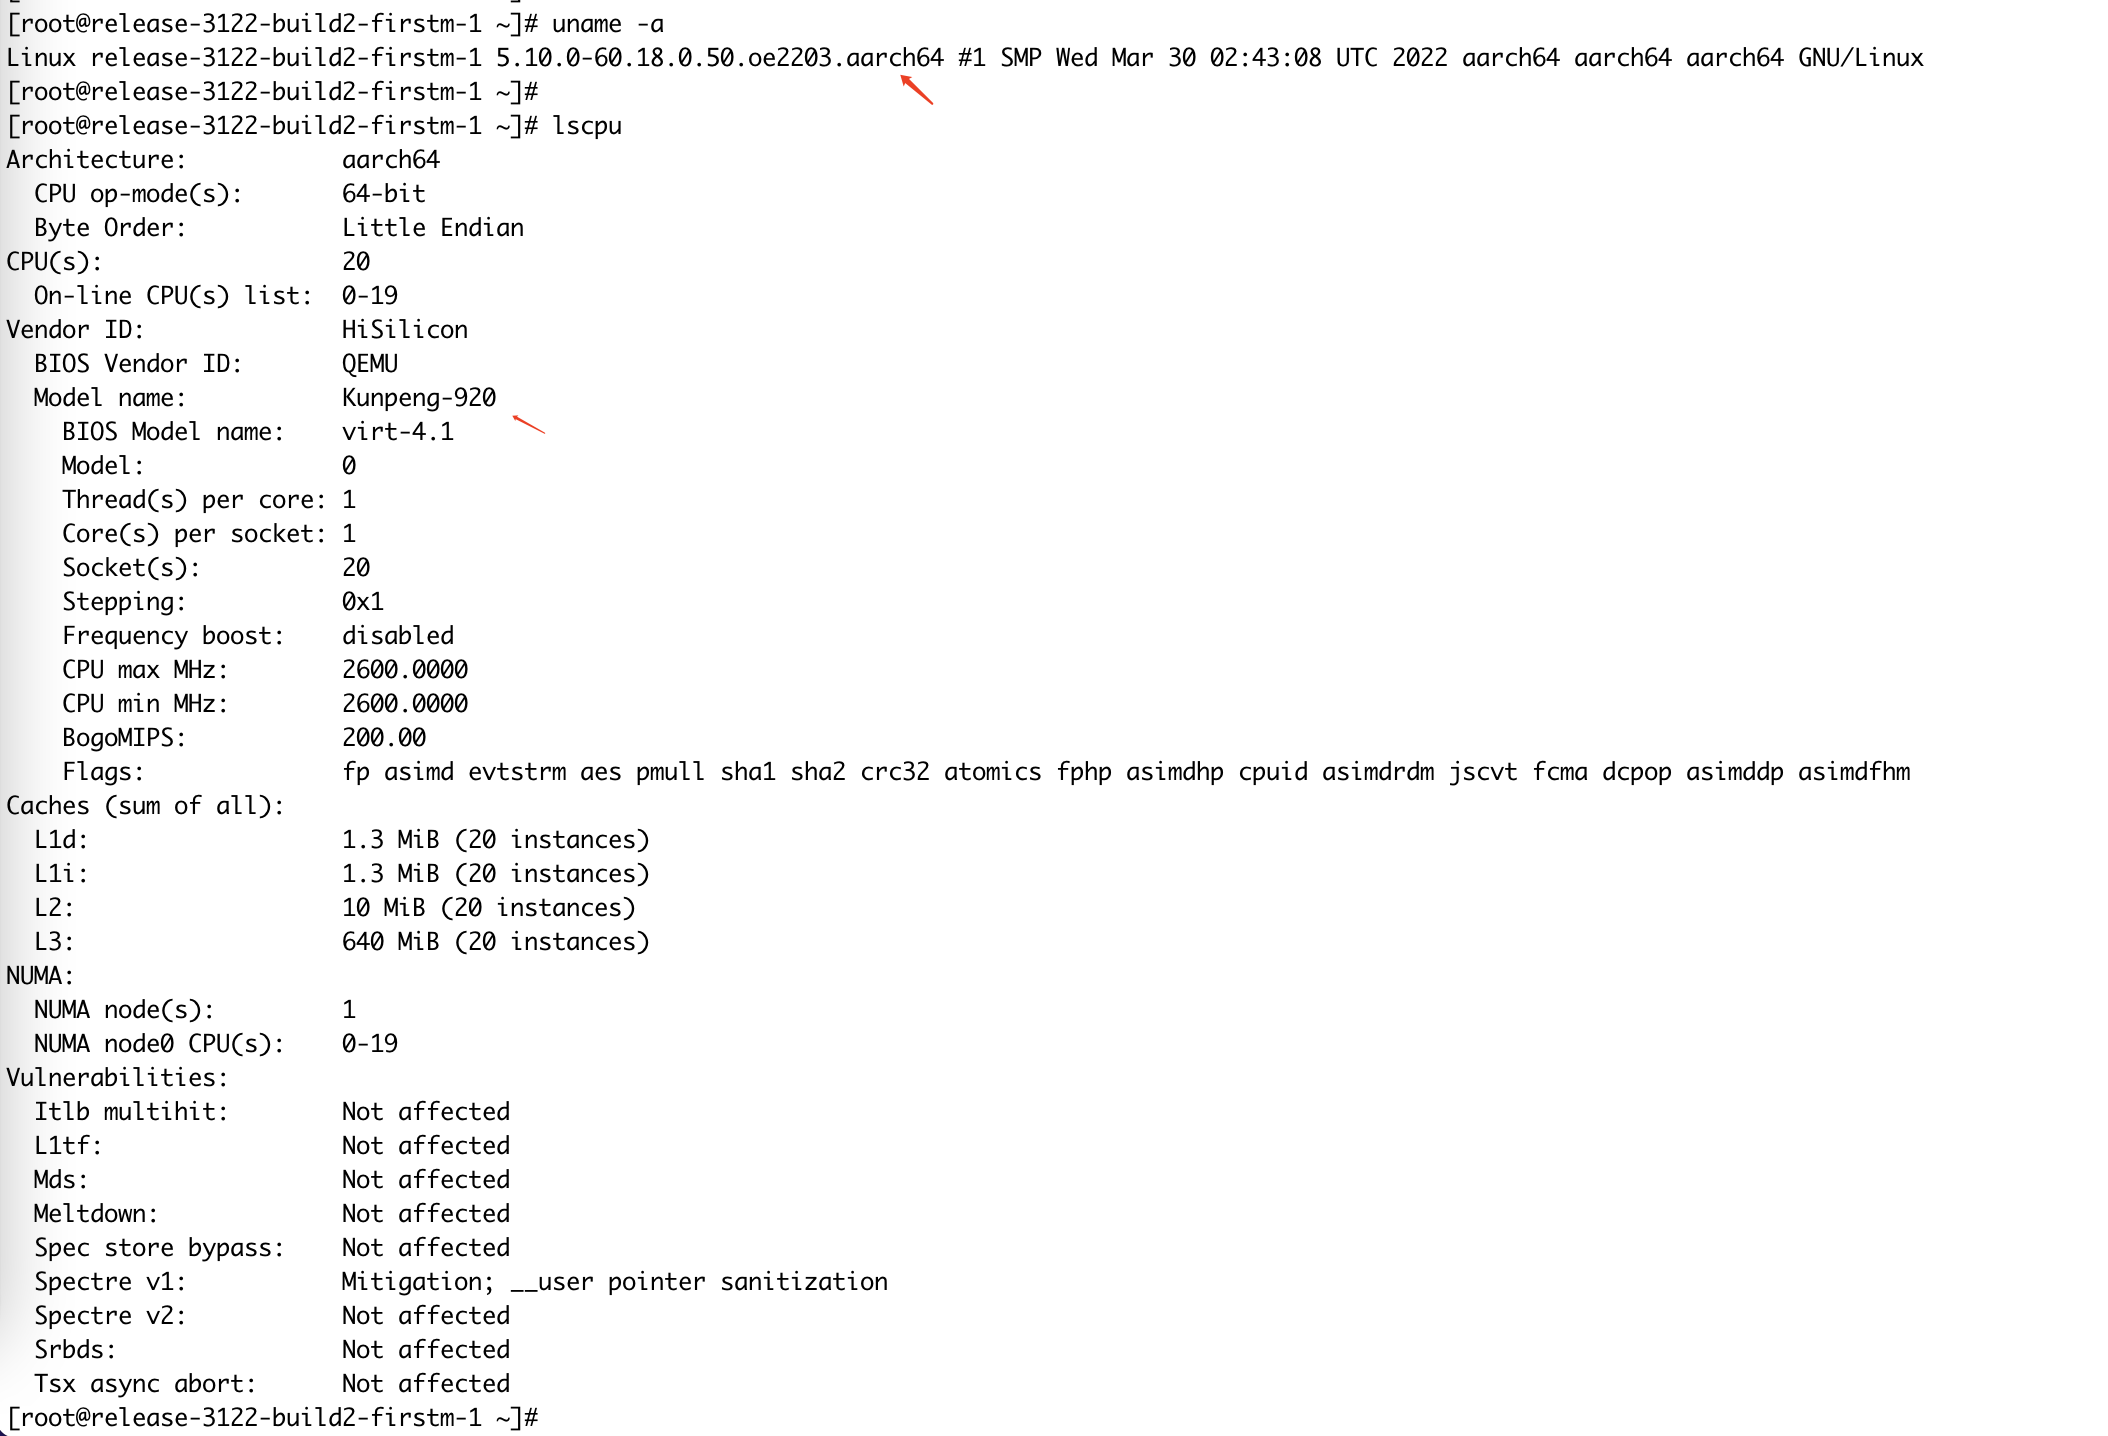 [root@release-3122-build2-firstm-1 ~]# uname -a
Linux release-3122-build2-firstm-1 5.10.0-60.18.0.50.oe2203.aarch64 #1 SMP Wed Mar 30 02:43:08 UTC 2022 aarch64 aarch64 aarch64 GNU/Linux
[root@release-3122-build2-firstm-1 ~]#
[root@release-3122-build2-firstm-1 ~]# lscpu
Architecture: aarch64
CPU op-mode(s): 64-bit
Byte Order: Little Endian
CPU(s): 20
On-line CPU(s) list: 0-19
Vendor ID: HiSilicon
BIOS Vendor ID: QEMU
Model name: Kunpeng-920
BIOS Model name: virt-4.1
Model: 0
Thread(s) per core: 1
Core(s) per socket: 1
Socket(s): 20
Stepping: 0x1
Frequency boost: disabled
CPU max MHz: 2600.0000
CPU min MHz: 2600.0000
BogoMIPS: 200.00
Flags: fp asimd evtstrm aes pmull sha1 sha2 crc32 atomics fphp asimdhp cpuid asimdrdm jscvt fcma dcpop asimddp asimdfhm
Caches (sum of all):
L1d: 1.3 MiB (20 instances)
L1i: 1.3 MiB (20 instances)
L2: 10 MiB (20 instances)
L3: 640 MiB (20 instances)
NUMA:
NUMA node(s): 1
NUMA node0 CPU(s): 0-19
Vulnerabilities:
Itlb multihit: Not affected
L1tf: Not affected
Mds: Not affected
Meltdown: Not affected
Spec store bypass: Not affected
Spectre v1: Mitigation; __user pointer sanitization
Spectre v2: Not affected
Srbds: Not affected
Tsx async abort: Not affected
[root@release-3122-build2-firstm-1 ~]#